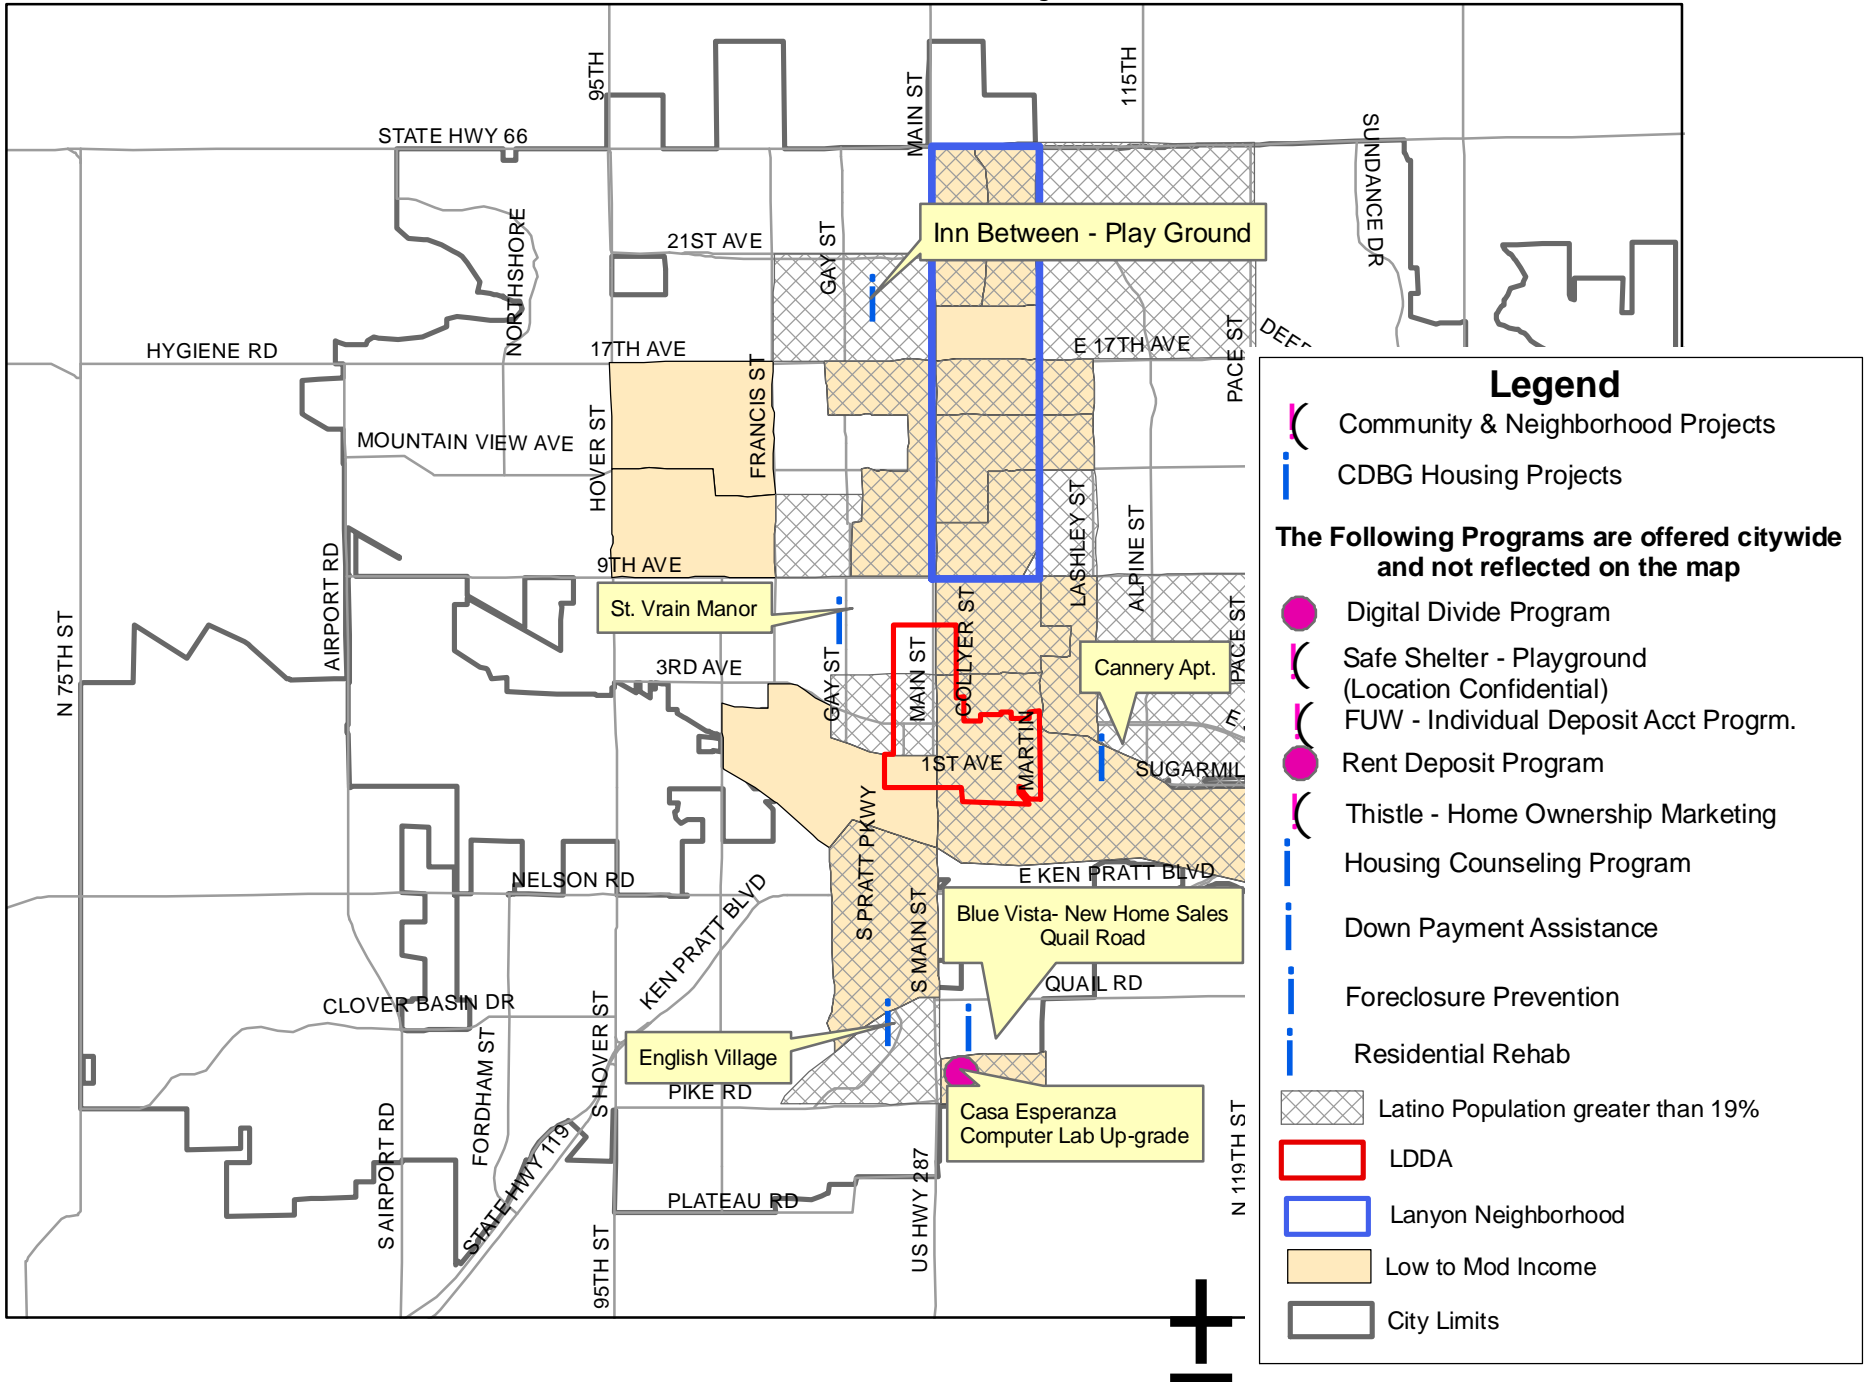 95TH
MAIN ST
115TH
STATE HWY 66
SUNDANCE DR
NORTHSHORE
21ST AVE
GAY ST
Inn Between - Play Ground
HYGIENE RD
17TH AVE
E 17TH AVE
PACE ST
FRANCIS ST
MOUNTAIN VIEW AVE
HOVER ST
LASHLEY ST
ALPINE ST
AIRPORT RD
9TH AVE
St. Vrain Manor
N 75TH ST
3RD AVE
GAY ST
MAIN ST
COLLYER ST
Cannery Apt.
PACE ST
E
MARTIN
1ST AVE
SUGARMIL
S PRATT PKWY
NELSON RD
KEN PRATT BLVD
E KEN PRATT BLVD
S MAIN ST
Blue Vista- New Home Sales
Quail Road
QUAIL RD
CLOVER BASIN DR
FORDHAM ST
S HOVER ST
English Village
PIKE RD
Casa Esperanza
Computer Lab Up-grade
S AIRPORT RD
STATE HWY 119
PLATEAU RD
US HWY 287
N 119TH ST
95TH ST
Legend
Community & Neighborhood Projects
CDBG Housing Projects
The Following Programs are offered citywide
and not reflected on the map
Digital Divide Program
Safe Shelter - Playground
(Location Confidential)
FUW - Individual Deposit Acct Progrm.
Rent Deposit Program
Thistle - Home Ownership Marketing
Housing Counseling Program
Down Payment Assistance
Foreclosure Prevention
Residential Rehab
Latino Population greater than 19%
LDDA
Lanyon Neighborhood
Low to Mod Income
City Limits